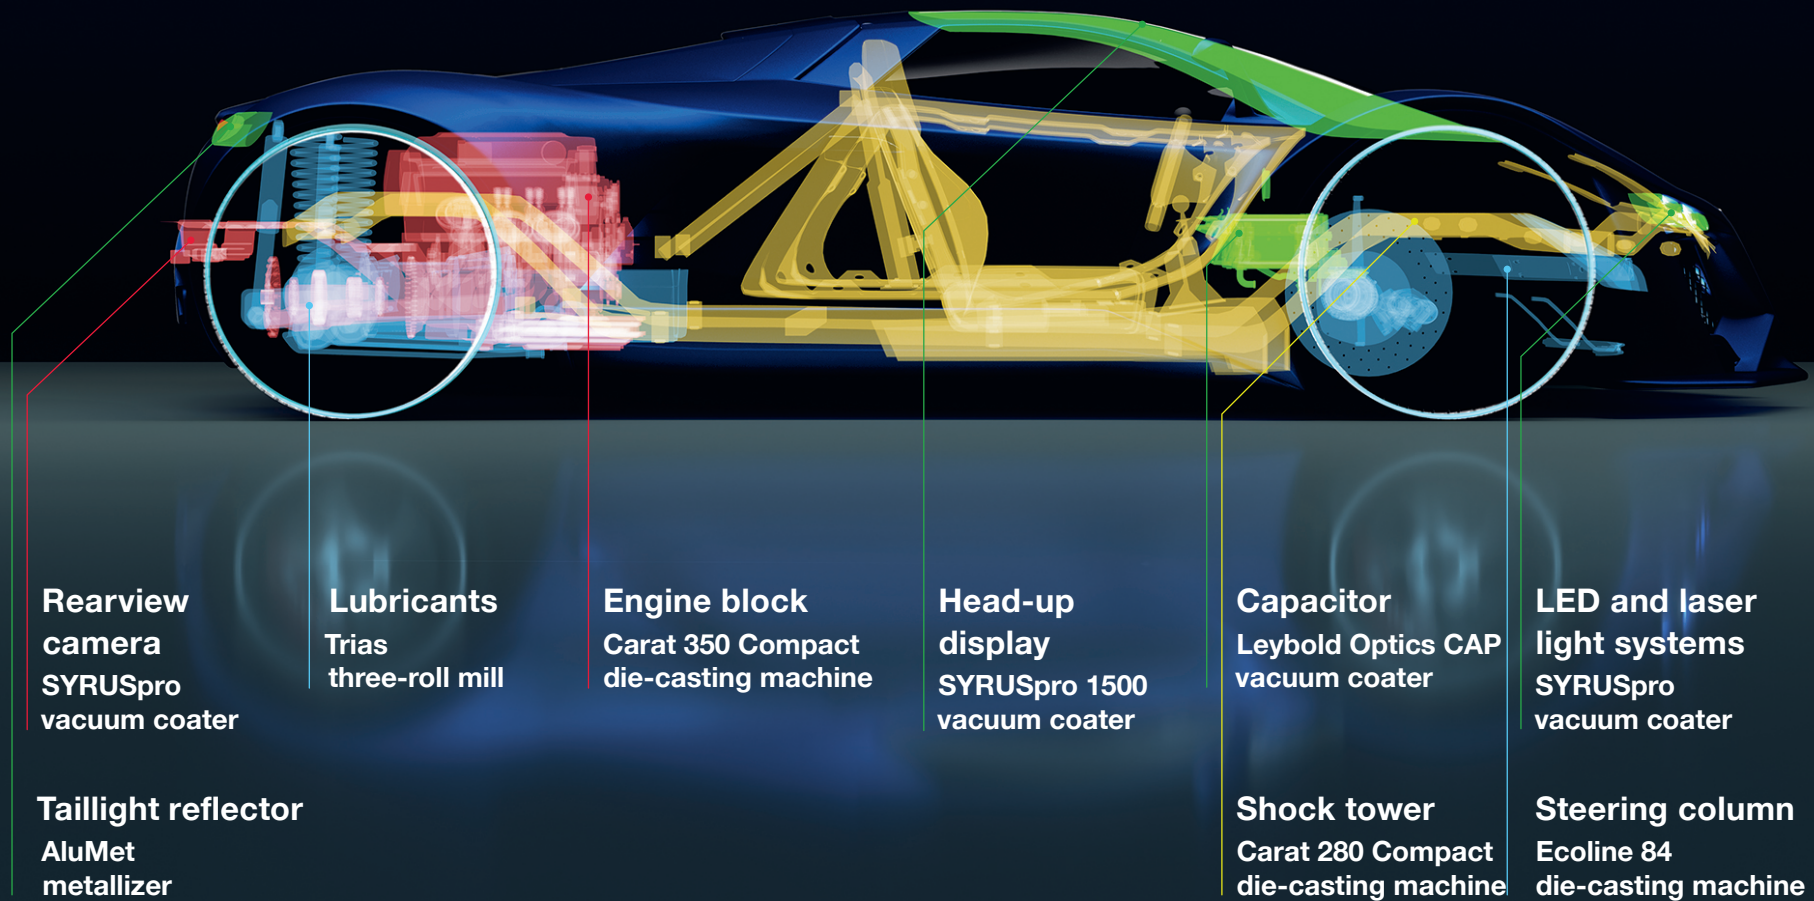 Rearview
camera
SYRUSpro
vacuum coater
Taillight reflector
AluMet
metallizer
Lubricants
Trias
three-roll mill
Engine block
Carat 350 Compact
die-casting machine
Head-up
display
SYRUSpro 1500
vacuum coater
Capacitor
Leybold Optics CAP
vacuum coater
Shock tower
Carat 280 Compact
die-casting machine
LED and laser
light systems
SYRUSpro
vacuum coater
Steering column
Ecoline 84
die-casting machine